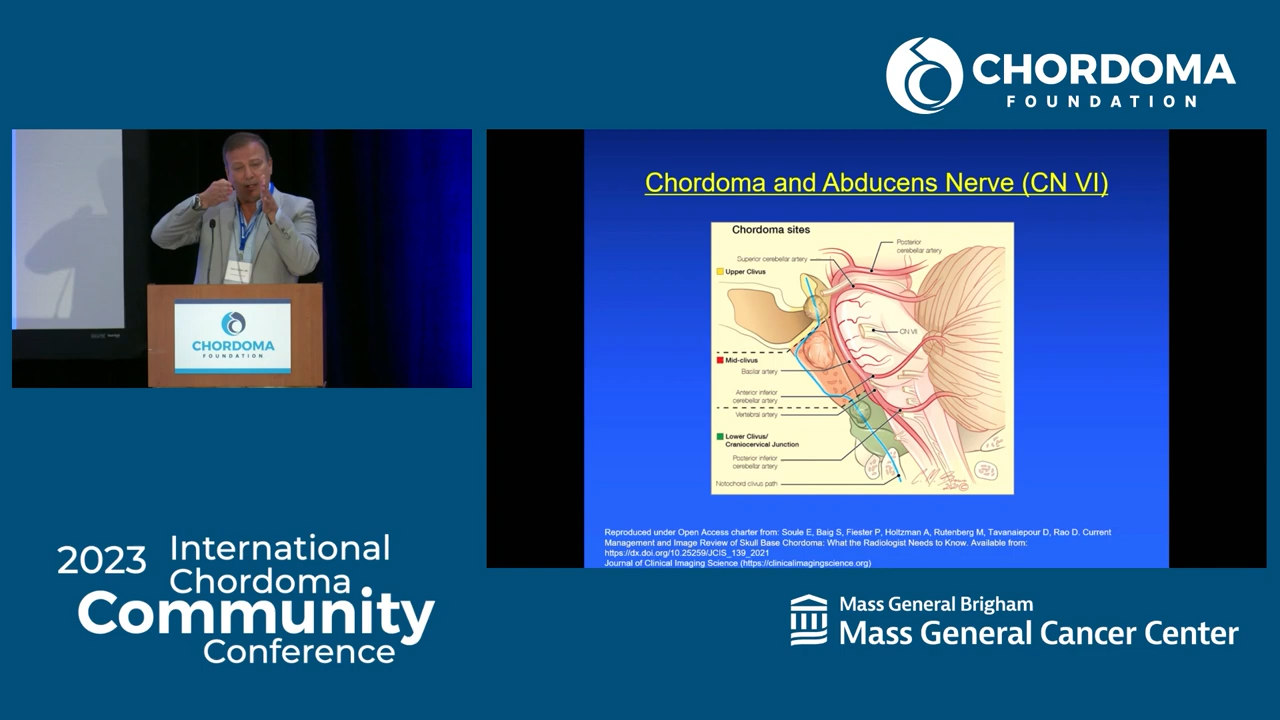 CHORDOMA
FOUNDATION
Chordoma and Abducens Nerve (CN VI)
Chordoma sites
Posterior
cerebellar artery
Superior cerebellar artery
Upper Clivus
CN VI
Mid-clivus
Basilar artery
Anterior inferior
cerebellar artery
Vertebral artery
Lower Clivus/
Craniocervical Junction
Posterior inferior
cerebellar artery
Notochord clivus path
Reproduced under Open Access charter from: Soule E, Baig S, Fiester P, Holtzman A, Rutenberg M, Tavanaiepour D, Rao D. Current
Management and Image Review of Skull Base Chordoma: What the Radiologist Needs to Know. Available from:
https://dx.doi.org/10.25259/JCIS_139_2021
Journal of Clinical Imaging Science (https://clinicalimagingscience.org)
CHORDOMA
FOUNDATION
2023 International
Chordoma
Community
Conference
Mass General Brigham
Mass General Cancer Center